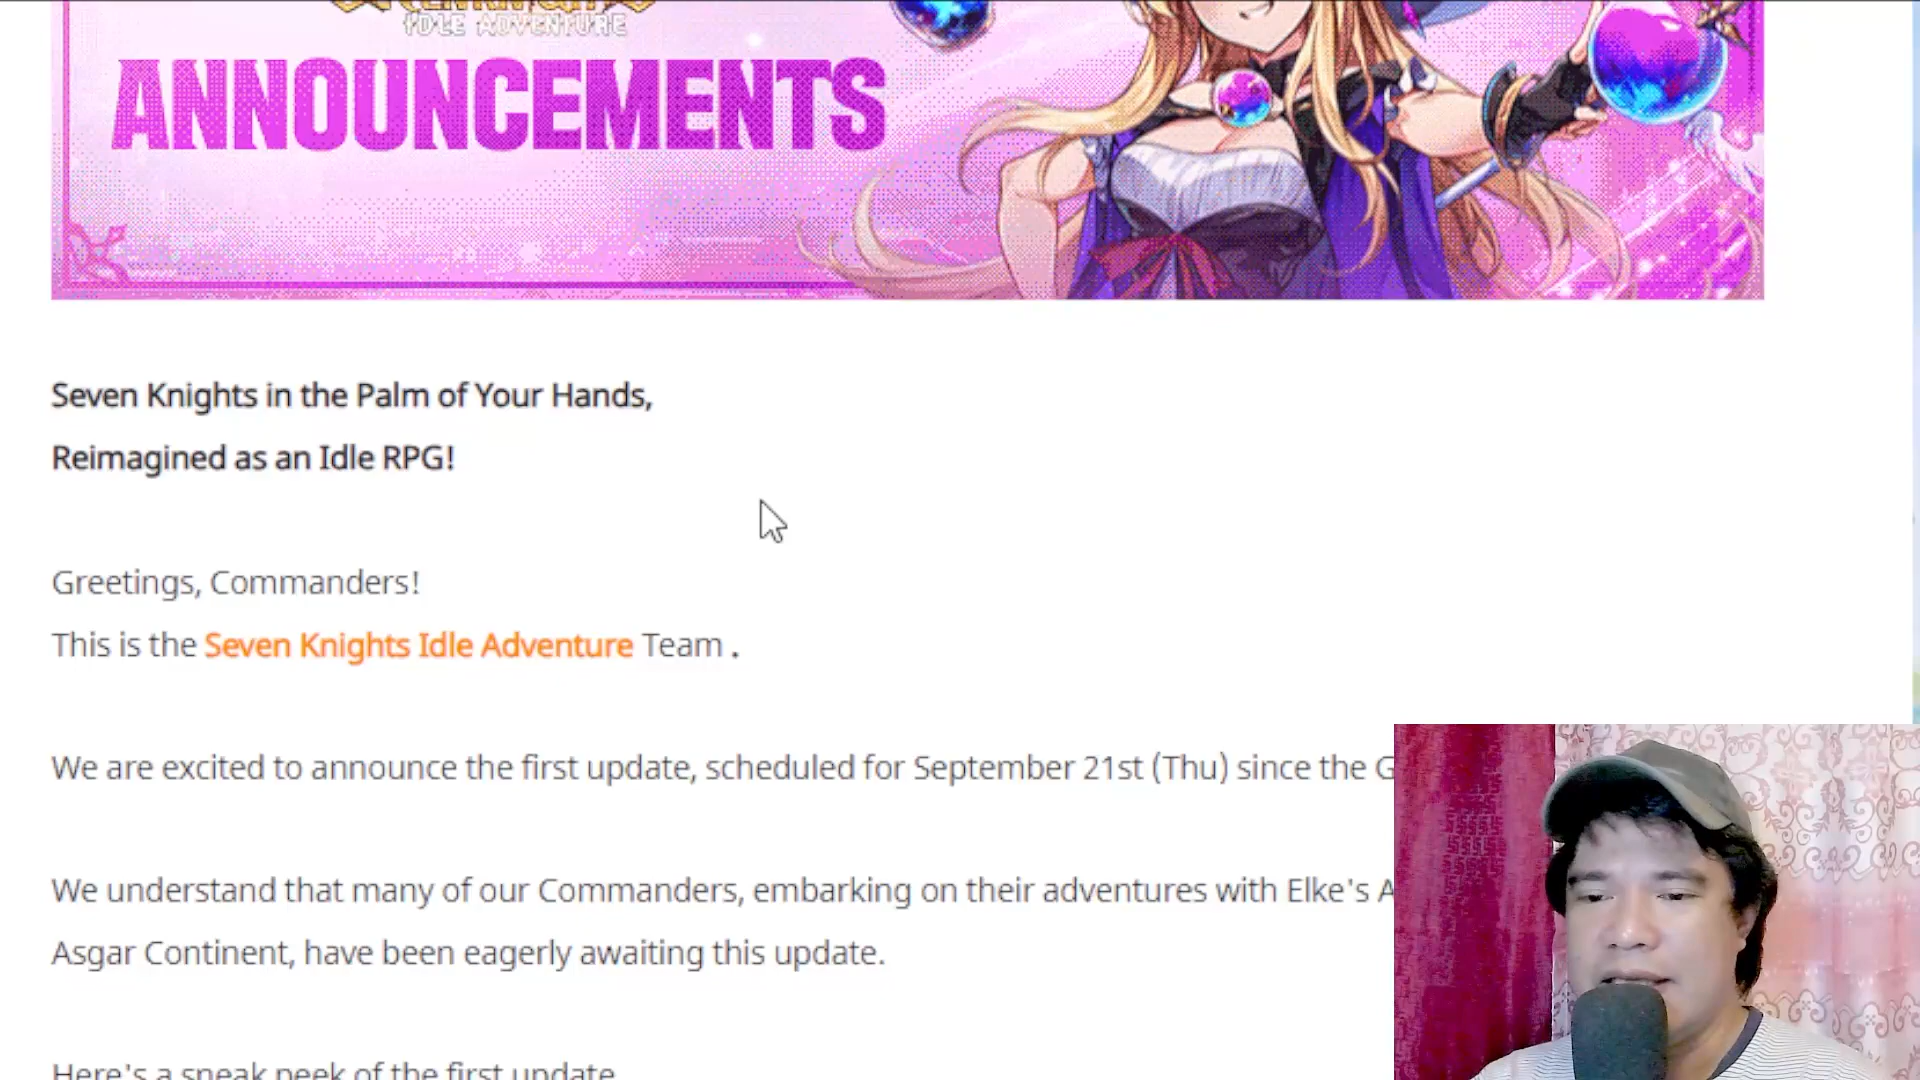 IDLE ADVENTURE
ANNOUNCEMENTS
Seven Knights in the Palm of Your Hands,
Reimagined as an Idle RPG!
Greetings, Commanders!
This is the Seven Knights Idle Adventure Team .
We are excited to announce the first update, scheduled for September 21st (Thu) since the G
We understand that many of our Commanders, embarking on their adventures with Elke's A
Asgar Continent, have been eagerly awaiting this update.
Here's a sneak peek of the first update